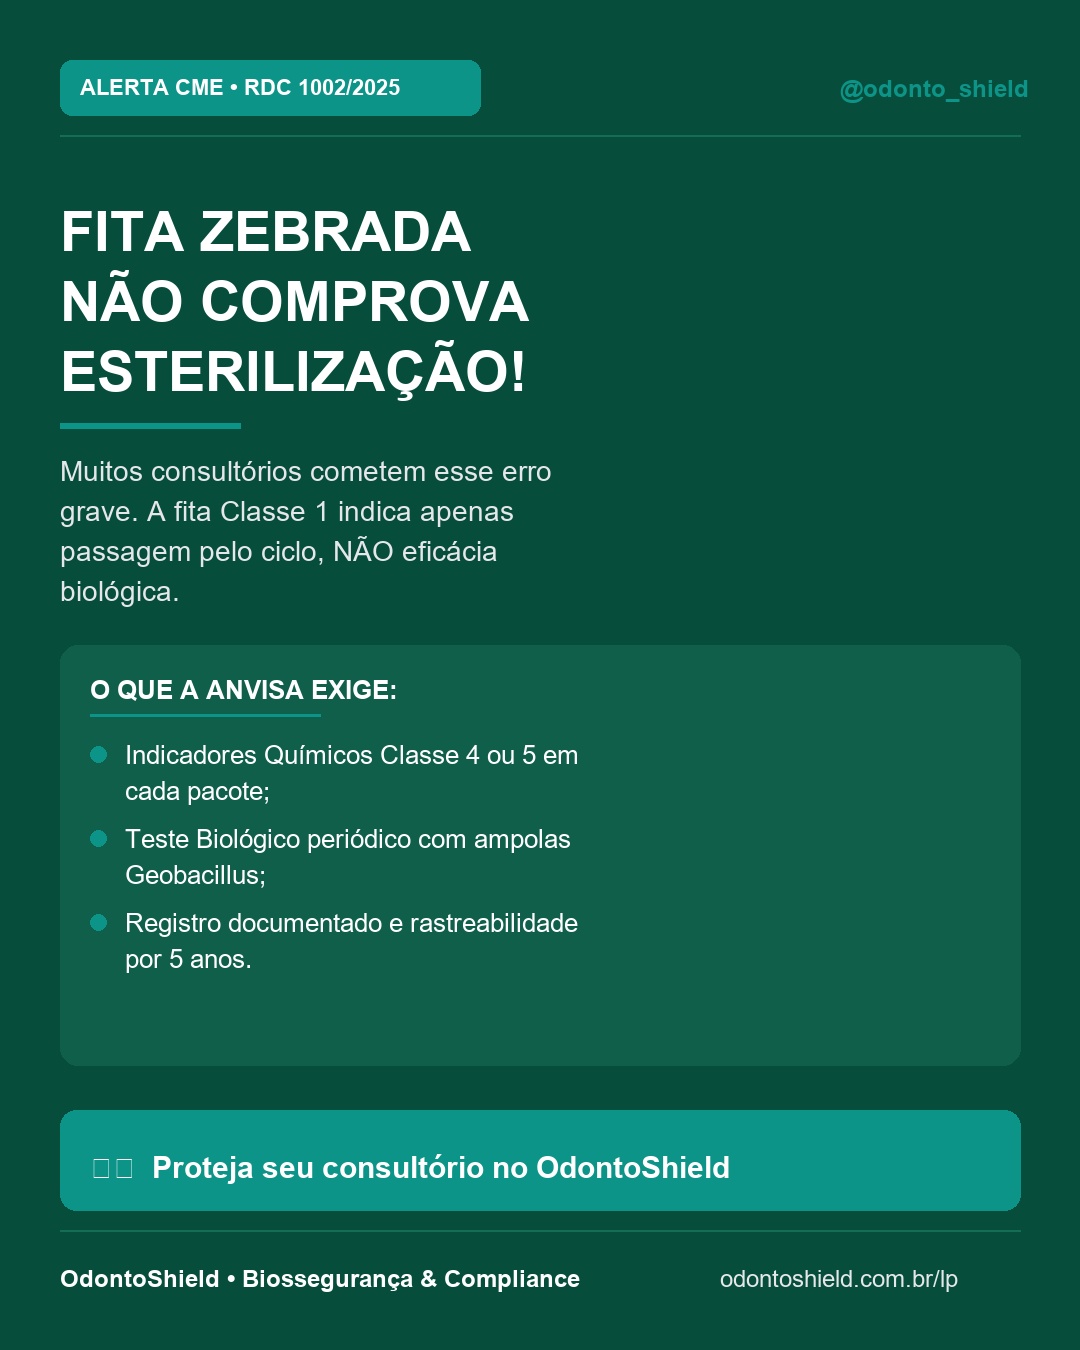 ALERTA CME • RDC 1002/2025
@odonto_shield
FITA ZEBRADA
NÃO COMPROVA
ESTERILIZAÇÃO!
Muitos consultórios cometem esse erro
grave. A fita Classe 1 indica apenas
passagem pelo ciclo, NÃO eficácia
biológica.
O QUE A ANVISA EXIGE:
Indicadores Químicos Classe 4 ou 5 em
cada pacote;
Teste Biológico periódico com ampolas
Geobacillus;
Registro documentado e rastreabilidade
por 5 anos.
Proteja seu consultório no OdontoShield
OdontoShield • Biossegurança & Compliance
odontoshield.com.br/lp